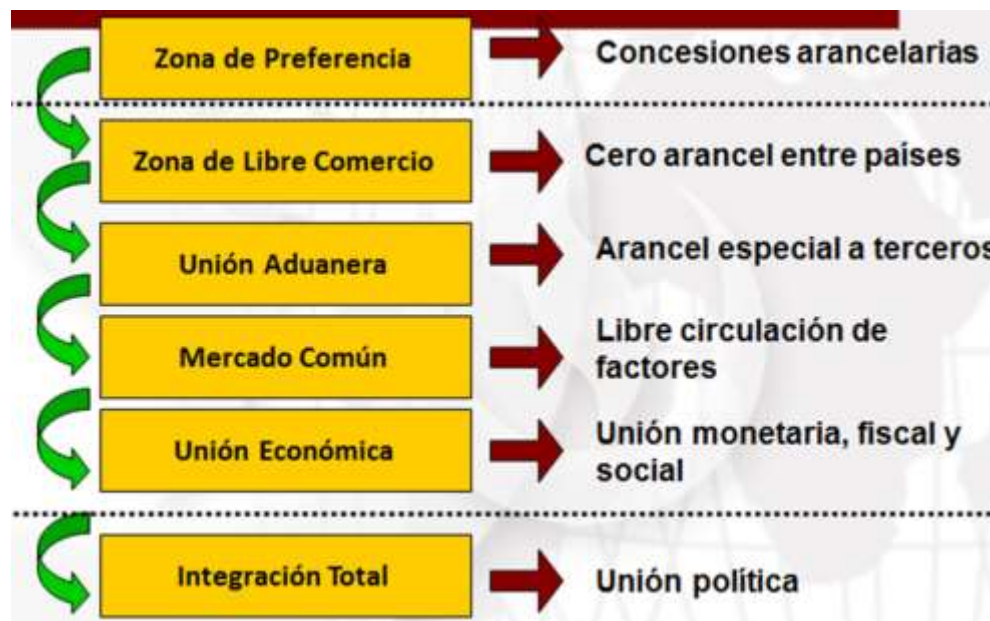 Zona de Preferencia
Concesiones arancelarias
Zona de Libre Comercio
Cero arancel entre países
Unión Aduanera
Arancel especial a terceros
Mercado Común
Libre circulación de
factores
Unión Económica
Unión monetaria, fiscal y
social
Integración Total
Unión política